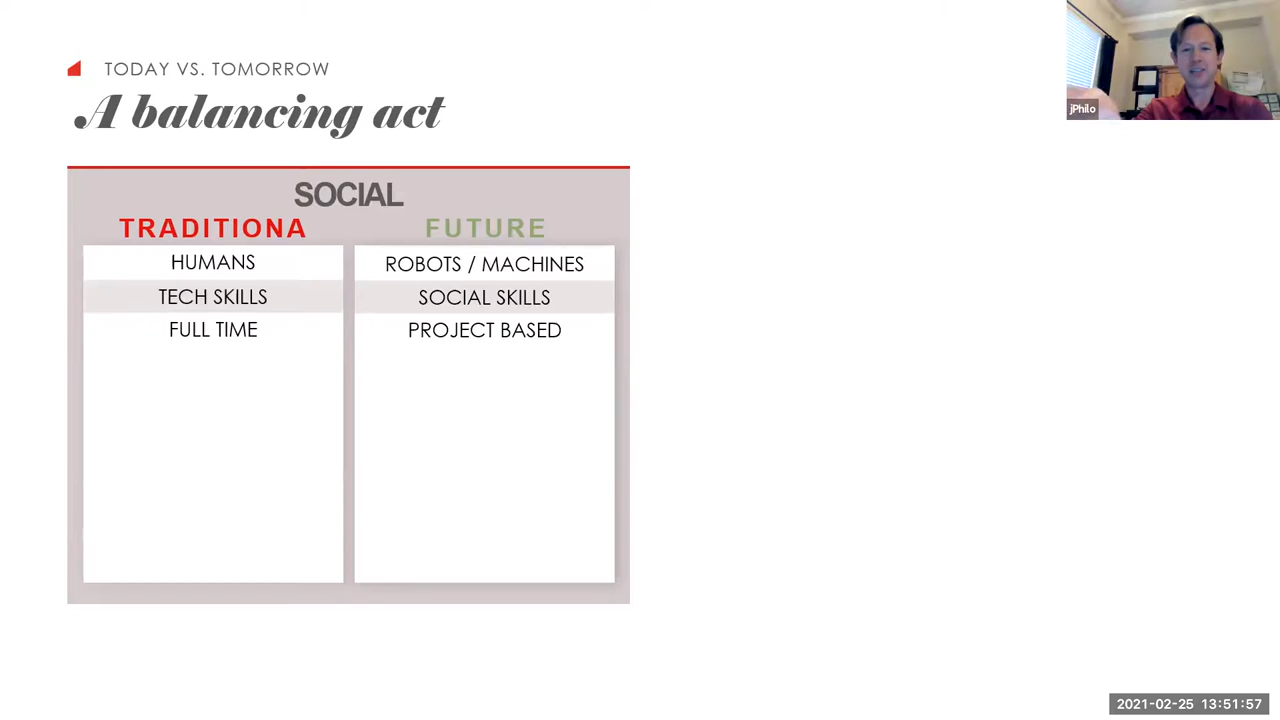 TODAY VS. TOMORROW
A balancing act
SOCIAL
TRADITIONA
FUTURE
HUMANS
ROBOTS / MACHINES
TECH SKILLS
SOCIAL SKILLS
FULL TIME
PROJECT BASED
jPhilo
2021-02-25 13:51:57